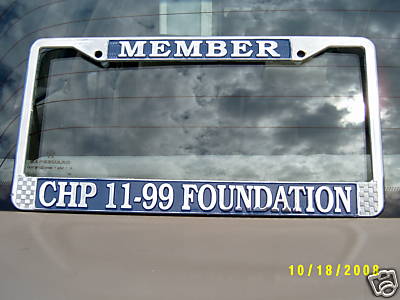 MEMBER
CHP 11-99 FOUNDATION
10/18/2008